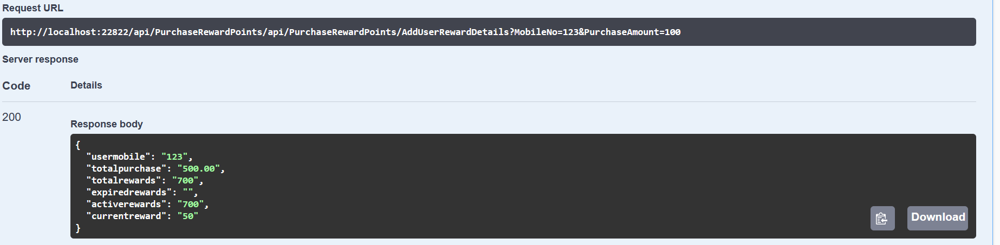 Request URL
http://localhost:22822/api/PurchaseRewardPoints/api/PurchaseRewardPoints/AddUserRewardDetails?MobileNo=123&PurchaseAmount=100
Server response
Code Details
200
Response body
{
  "usermobile": "123",
  "totalpurchase": "500.00",
  "totalrewards": "700",
  "expiredrewards": "",
  "activerewards": "700",
  "currentreward": "50"
}
Download